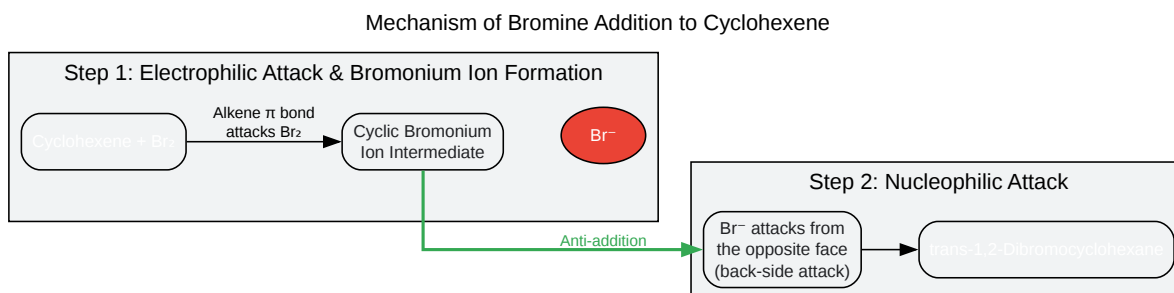 Mechanism of Bromine Addition to Cyclohexene
Step 1: Electrophilic Attack & Bromonium Ion Formation
Cyclohexene + Br₂
Alkene π bond
attacks Br₂
Cyclic Bromonium
Ion Intermediate
Br⁻
Anti-addition
Step 2: Nucleophilic Attack
Br⁻ attacks from
the opposite face
(back-side attack)
trans-1,2-Dibromocyclohexane